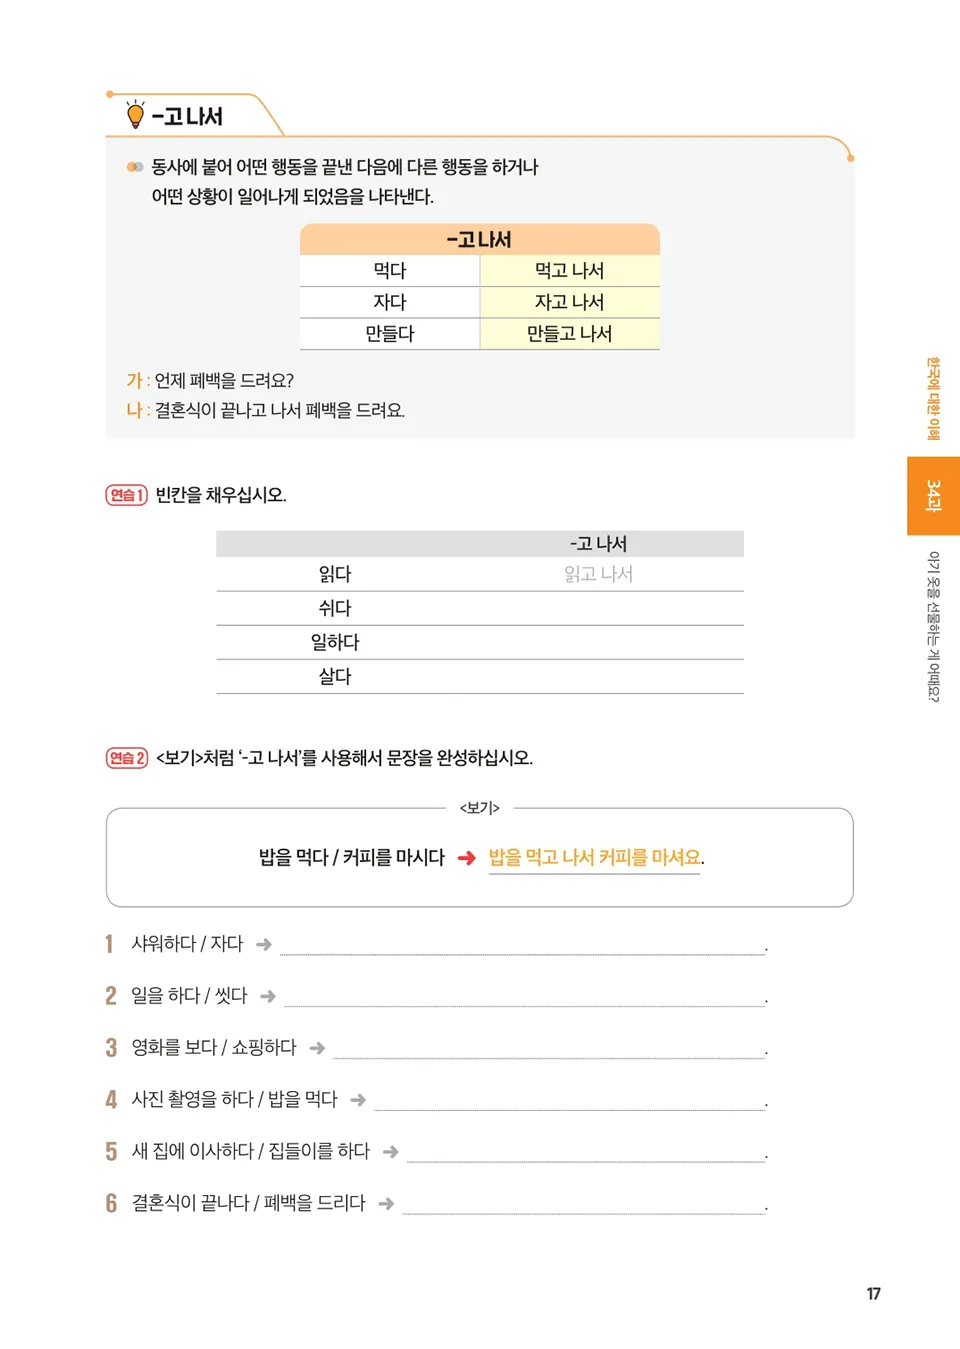 -고 나서
동사에 붙어 어떤 행동을 끝낸 다음에 다른 행동을 하거나
어떤 상황이 일어나게 되었음을 나타낸다.
-고 나서
먹다 먹고 나서
자다 자고 나서
만들다 만들고 나서
가 : 언제 폐백을 드려요?
나 : 결혼식이 끝나고 나서 폐백을 드려요.
연습 1 빈칸을 채우십시오.
-고 나서
읽다 읽고 나서
쉬다
일하다
살다
연습 2 <보기>처럼 ‘-고 나서’를 사용해서 문장을 완성하십시오.
<보기>
밥을 먹다 / 커피를 마시다 ➜ 밥을 먹고 나서 커피를 마셔요.
1 샤워하다 / 자다 ➜ .
2 일을 하다 / 씻다 ➜ .
3 영화를 보다 / 쇼핑하다 ➜ .
4 사진 촬영을 하다 / 밥을 먹다 ➜ .
5 새 집에 이사하다 / 집들이를 하다 ➜ .
6 결혼식이 끝나다 / 폐백을 드리다 ➜ .
한국에 대한 이해
34과
아기 옷을 선물하는 게 어때요?
17